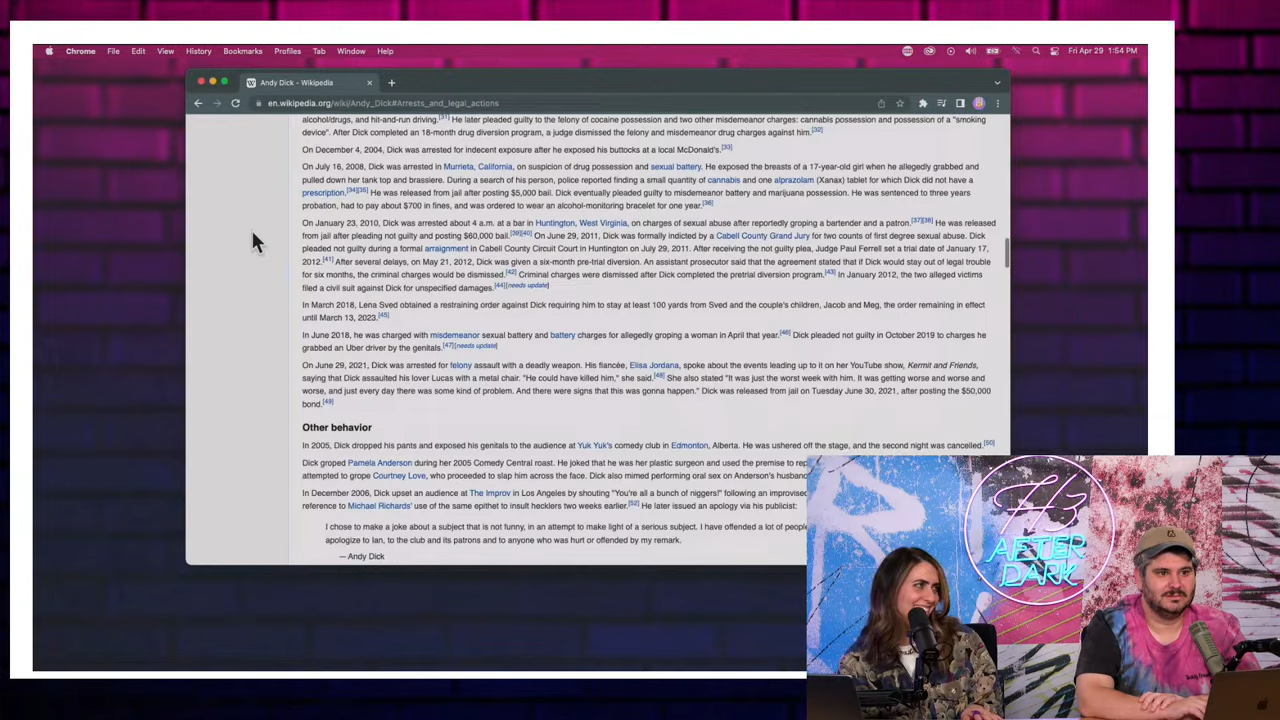 Chrome File Edit View History Bookmarks Profiles Tab Window Help Fri Apr 29 1:54 PM
Andy Dick - Wikipedia
en.wikipedia.org/wiki/Andy_Dick#Arrests_and_legal_actions
alcohol/drugs, and hit-and-run driving.[31] He later pleaded guilty to the felony of cocaine possession and two other misdemeanor charges: cannabis possession and possession of a "smoking
device". After Dick completed an 18-month drug diversion program, a judge dismissed the felony and misdemeanor drug charges against him.[32]
On December 4, 2004, Dick was arrested for indecent exposure after he exposed his buttocks at a local McDonald's.[33]
On July 16, 2008, Dick was arrested in Murrieta, California, on suspicion of drug possession and sexual battery. He exposed the breasts of a 17-year-old girl when he allegedly grabbed and
pulled down her tank top and brassiere. During a search of his person, police reported finding a small quantity of cannabis and one alprazolam (Xanax) tablet for which Dick did not have a
prescription.[34][35] He was released from jail after posting $5,000 bail. Dick eventually pleaded guilty to misdemeanor battery and marijuana possession. He was sentenced to three years
probation, had to pay about $700 in fines, and was ordered to wear an alcohol-monitoring bracelet for one year.[36]
On January 23, 2010, Dick was arrested about 4 a.m. at a bar in Huntington, West Virginia, on charges of sexual abuse after reportedly groping a bartender and a patron.[37][38] He was released
from jail after pleading not guilty and posting $60,000 bail.[39][40] On June 29, 2011, Dick was formally indicted by a Cabell County Grand Jury for two counts of first degree sexual abuse. Dick
pleaded not guilty during a formal arraignment in Cabell County Circuit Court in Huntington on July 29, 2011. After receiving the not guilty plea, Judge Paul Ferrell set a trial date of January 17,
2012.[41] After several delays, on May 21, 2012, Dick was given a six-month pre-trial diversion. An assistant prosecutor said that the agreement stated that if Dick would stay out of legal trouble
for six months, the criminal charges would be dismissed.[42] Criminal charges were dismissed after Dick completed the pretrial diversion program.[43] In January 2012, the two alleged victims
filed a civil suit against Dick for unspecified damages.[44][needs update]
In March 2018, Lena Sved obtained a restraining order against Dick requiring him to stay at least 100 yards from Sved and the couple's children, Jacob and Meg, the order remaining in effect
until March 13, 2023.[45]
In June 2018, he was charged with misdemeanor sexual battery and battery charges for allegedly groping a woman in April that year.[46] Dick pleaded not guilty in October 2019 to charges he
grabbed an Uber driver by the genitals.[47][needs update]
On June 29, 2021, Dick was arrested for felony assault with a deadly weapon. His fiancée, Elisa Jordana, spoke about the events leading up to it on her YouTube show, Kermit and Friends,
saying that Dick assaulted his lover Lucas with a metal chair. "He could have killed him," she said.[48] She also stated "It was just the worst week with him. It was getting worse and worse and
worse, and just every day there was some kind of problem. And there were signs that this was gonna happen." Dick was released from jail on Tuesday June 30, 2021, after posting the $50,000
bond.[49]
Other behavior
In 2005, Dick dropped his pants and exposed his genitals to the audience at Yuk Yuk's comedy club in Edmonton, Alberta. He was ushered off the stage, and the second night was cancelled.[50]
Dick groped Pamela Anderson during her 2005 Comedy Central roast. He joked that he was her plastic surgeon and used the premise to rep
attempted to grope Courtney Love, who proceeded to slap him across the face. Dick also mimed performing oral sex on Anderson's husband
In December 2006, Dick upset an audience at The Improv in Los Angeles by shouting "You're all a bunch of niggers!" following an improvised
reference to Michael Richards' use of the same epithet to insult hecklers two weeks earlier.[52] He later issued an apology via his publicist:
I chose to make a joke about a subject that is not funny, in an attempt to make light of a serious subject. I have offended a lot of people
apologize to Ian, to the club and its patrons and to anyone who was hurt or offended by my remark.
— Andy Dick
H3
AFTER
DARK